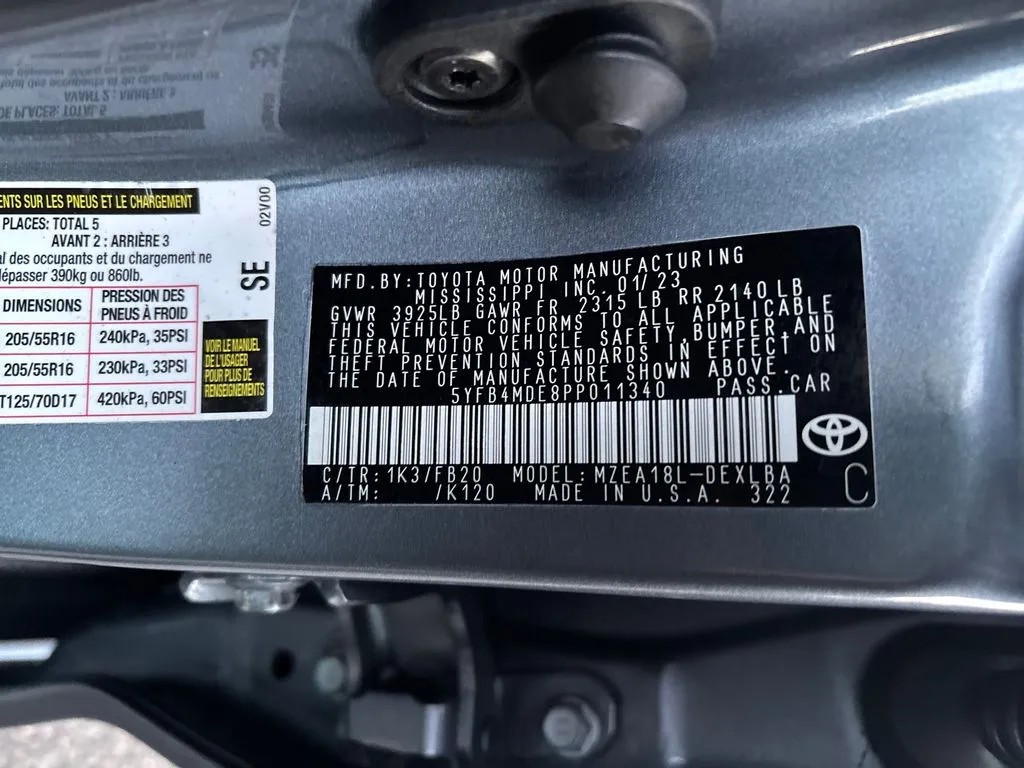 ENTS SUR LES PNEUS ET LE CHARGEMENT
PLACES: TOTAL 5
AVANT 2 : ARRIÈRE 3
al des occupants et du chargement ne
dépasser 390kg ou 860lb.
DIMENSIONS PRESSION DES PNEUS À FROID
205/55R16 240kPa, 35PSI
205/55R16 230kPa, 33PSI
T125/70D17 420kPa, 60PSI
02V00
SE
VOIR LE MANUEL
DE L'USAGER
POUR PLUS DE
RENSEIGNEMENTS
MFD.BY:TOYOTA MOTOR MANUFACTURING
MISSISSIPPI INC. 01/23
GVWR 3925LB GAWR FR 2315 LB RR 2140 LB
THIS VEHICLE CONFORMS TO ALL APPLICABLE
FEDERAL MOTOR VEHICLE SAFETY,BUMPER,AND
THEFT PREVENTION STANDARDS IN EFFECT ON
THE DATE OF MANUFACTURE SHOWN ABOVE.
5YFB4MDE8PP011340 PASS.CAR
C/TR: 1K3/FB20 MODEL: MZEA18L-DEXLBA
A/TM: /K120 MADE IN U.S.A. 322
C